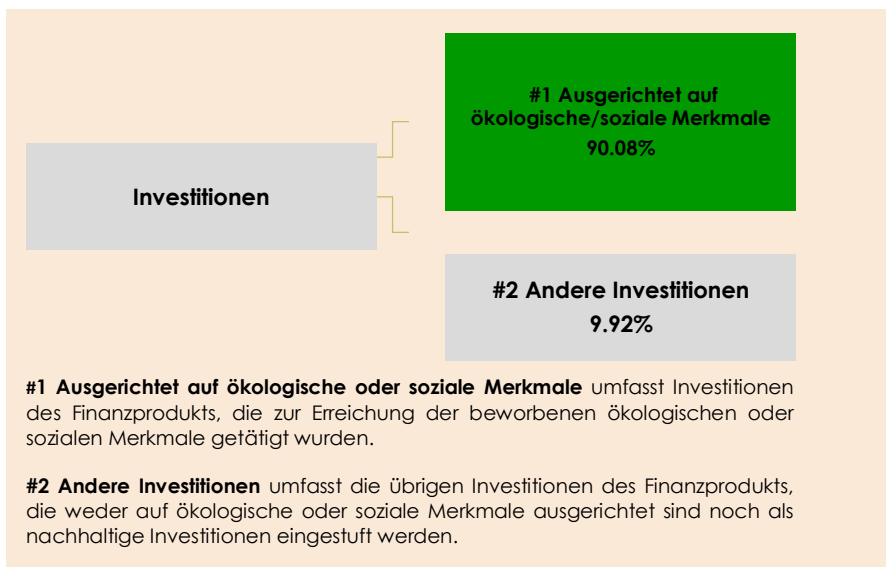 #1 Ausgerichtet auf
ökologische/soziale Merkmale
90.08%
Investitionen
#2 Andere Investitionen
9.92%
#1 Ausgerichtet auf ökologische oder soziale Merkmale umfasst Investitionen
des Finanzprodukts, die zur Erreichung der beworbenen ökologischen oder
sozialen Merkmale getätigt wurden.
#2 Andere Investitionen umfasst die übrigen Investitionen des Finanzprodukts,
die weder auf ökologische oder soziale Merkmale ausgerichtet sind noch als
nachhaltige Investitionen eingestuft werden.